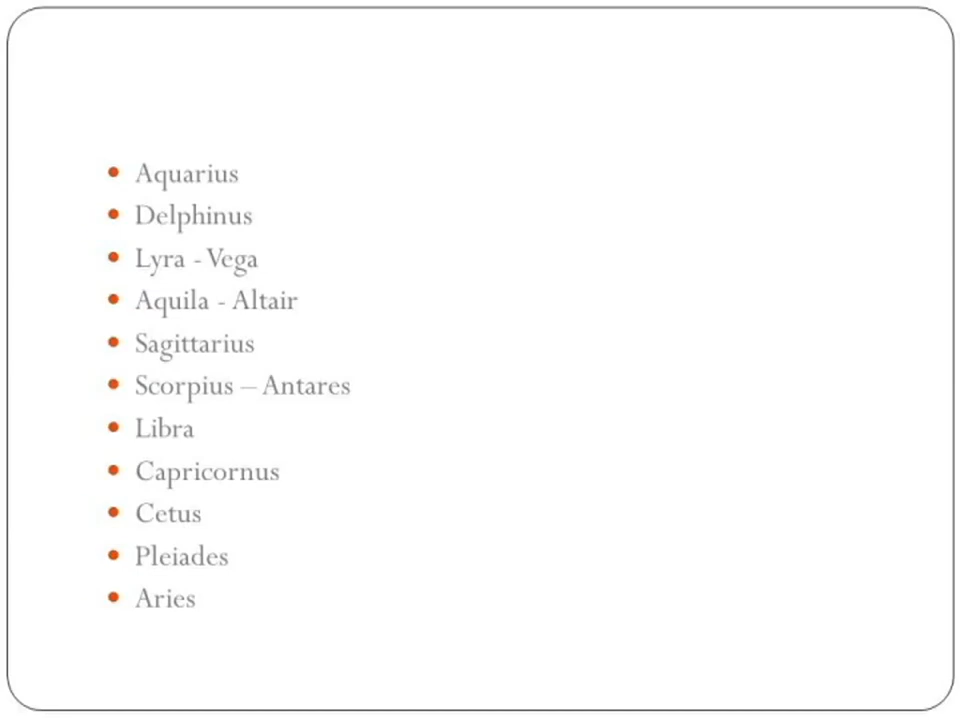 • Aquarius
• Delphinus
• Lyra - Vega
• Aquila - Altair
• Sagittarius
• Scorpius – Antares
• Libra
• Capricornus
• Cetus
• Pleiades
• Aries